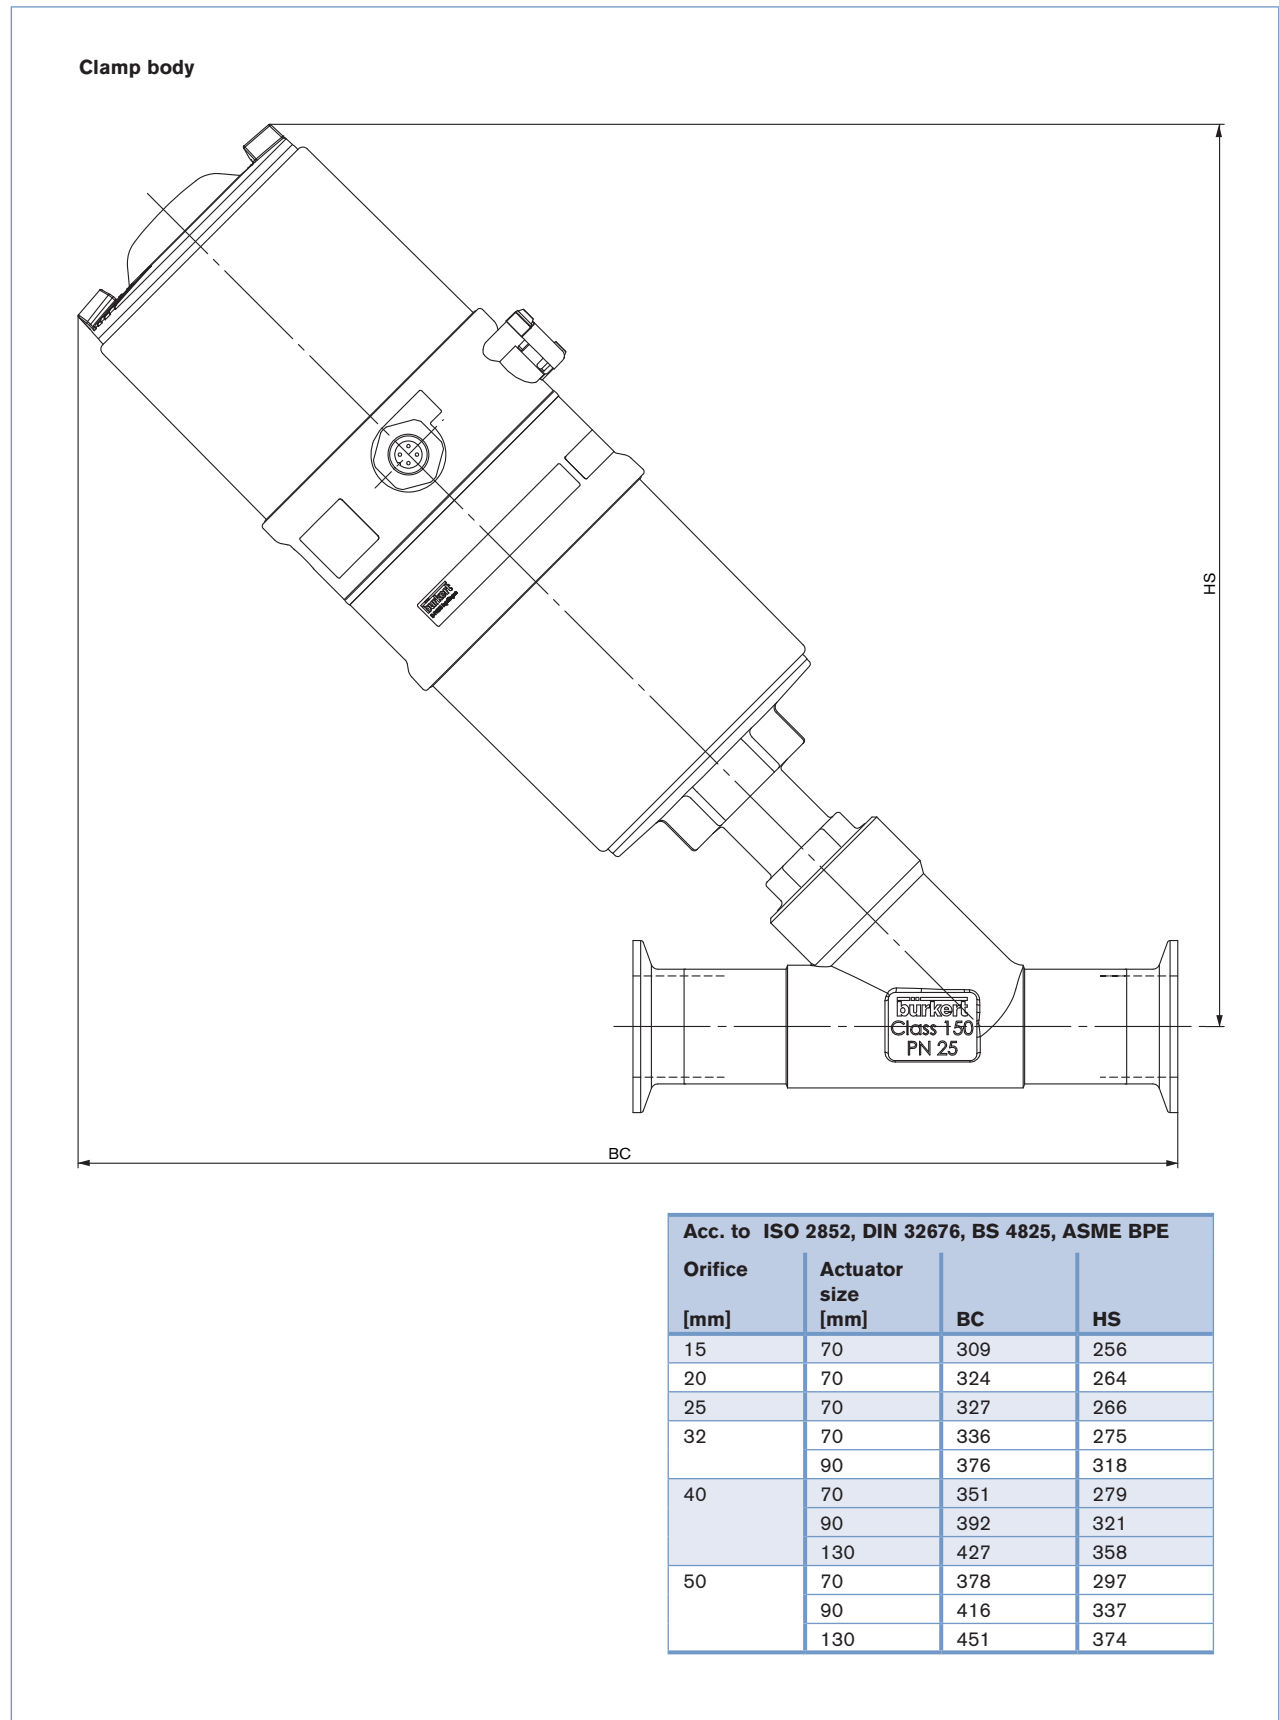 Clamp body
HS
bürkert
bürkert
Class 150
PN 25
BC
Acc. to ISO 2852, DIN 32676, BS 4825, ASME BPE
Orifice [mm] Actuator size [mm] BC HS
15 70 309 256
20 70 324 264
25 70 327 266
32 70 336 275
90 376 318
40 70 351 279
90 392 321
130 427 358
50 70 378 297
90 416 337
130 451 374